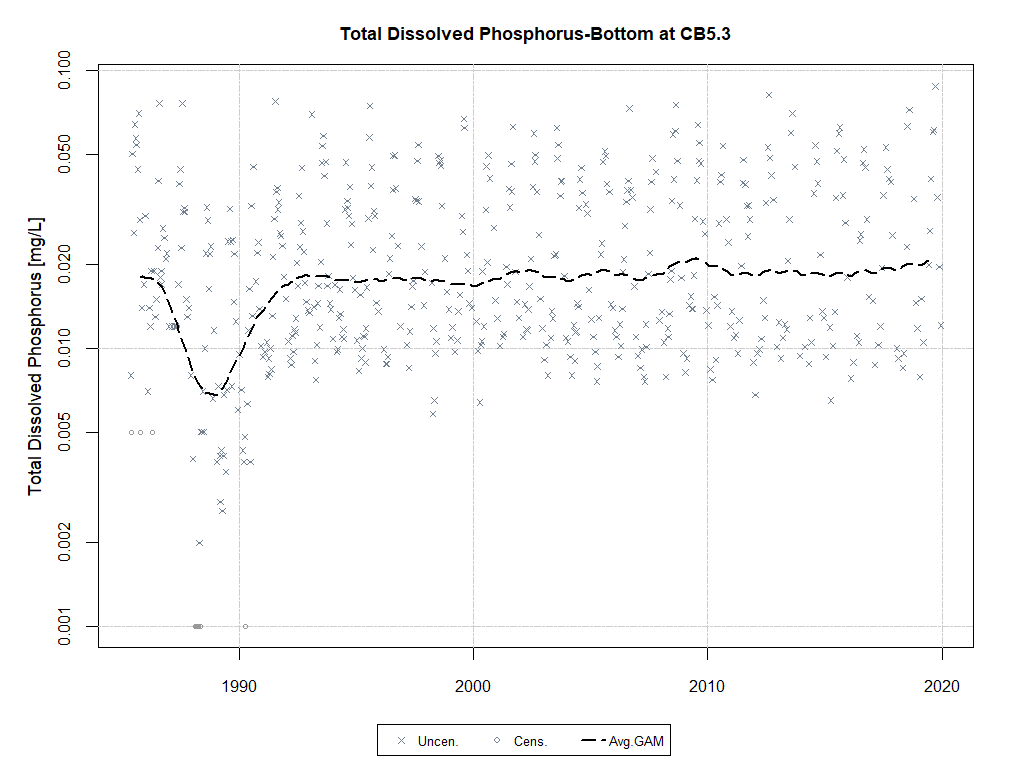 Total Dissolved Phosphorus-Bottom at CB5.3
Total Dissolved Phosphorus [mg/L]
0.100
0.050
0.020
0.010
0.005
0.002
0.001
1990 2000 2010 2020
Uncen. Cens. Avg.GAM